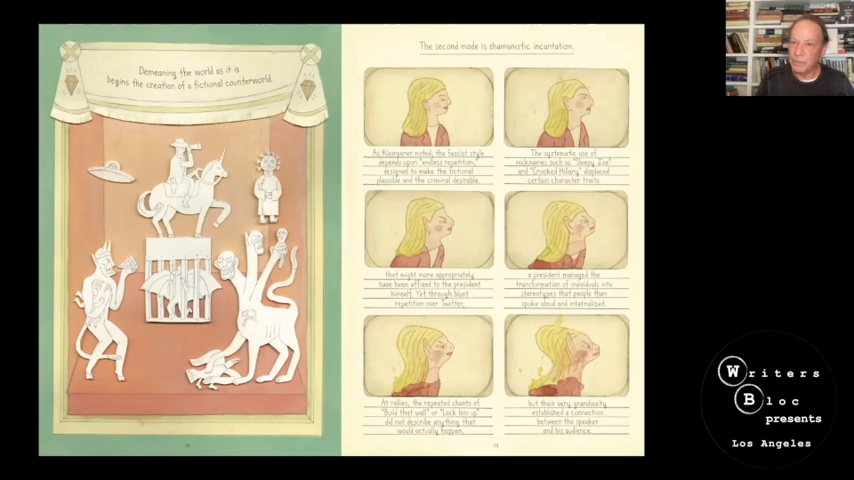 Demeaning the world as it is
begins the creation of a fictional counterworld.
The second mode is shamanistic incantation.
As Klemperer noted, the fascist style
depends upon "endless repetition,"
designed to make the fictional
plausible and the criminal desirable.
The systematic use of
nicknames such as "Sleepy Joe"
and "Crooked Hillary" displaced
certain character traits
that might more appropriately
have been affixed to the president
himself. Yet through blunt
repetition over Twitter,
a president managed the
transformation of individuals into
stereotypes that people then
spoke aloud and internalized.
At rallies, the repeated chants of
"Build that wall" or "Lock him up"
did not describe anything that
would actually happen,
but their very grandiosity
established a connection
between the speaker
and his audience.
Writers
Bloc
presents
Los Angeles